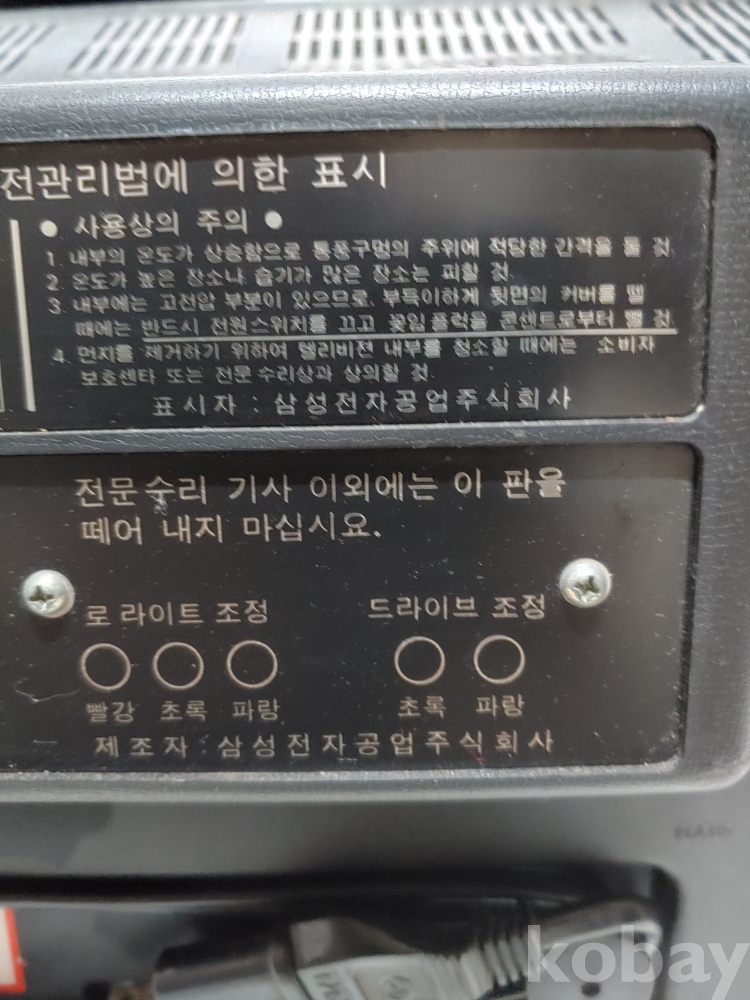 전관리법에 의한 표시
● 사용상의 주의 ●
1. 내부의 온도가 상승함으로 통풍구멍의 주위에 적당한 간격을 둘 것.
2. 온도가 높은 장소나 습기가 많은 장소는 피할 것.
3. 내부에는 고전압 부분이 있으므로, 부득이하게 뒷면의 커버를 뗄
때에는 반드시 전원스위치를 끄고 꽂임플럭을 콘센트로부터 뺄 것.
4. 먼지를 제거하기 위하여 텔리비젼 내부를 청소할 때에는 소비자
보호센타 또는 전문 수리상과 상의할 것.
표시자 : 삼성전자공업주식회사
전문수리 기사 이외에는 이 판을
떼어 내지 마십시요.
로 라이트 조정 드라이브 조정
빨강 초록 파랑 초록 파랑
제조자 : 삼성전자공업주식회사
kobay